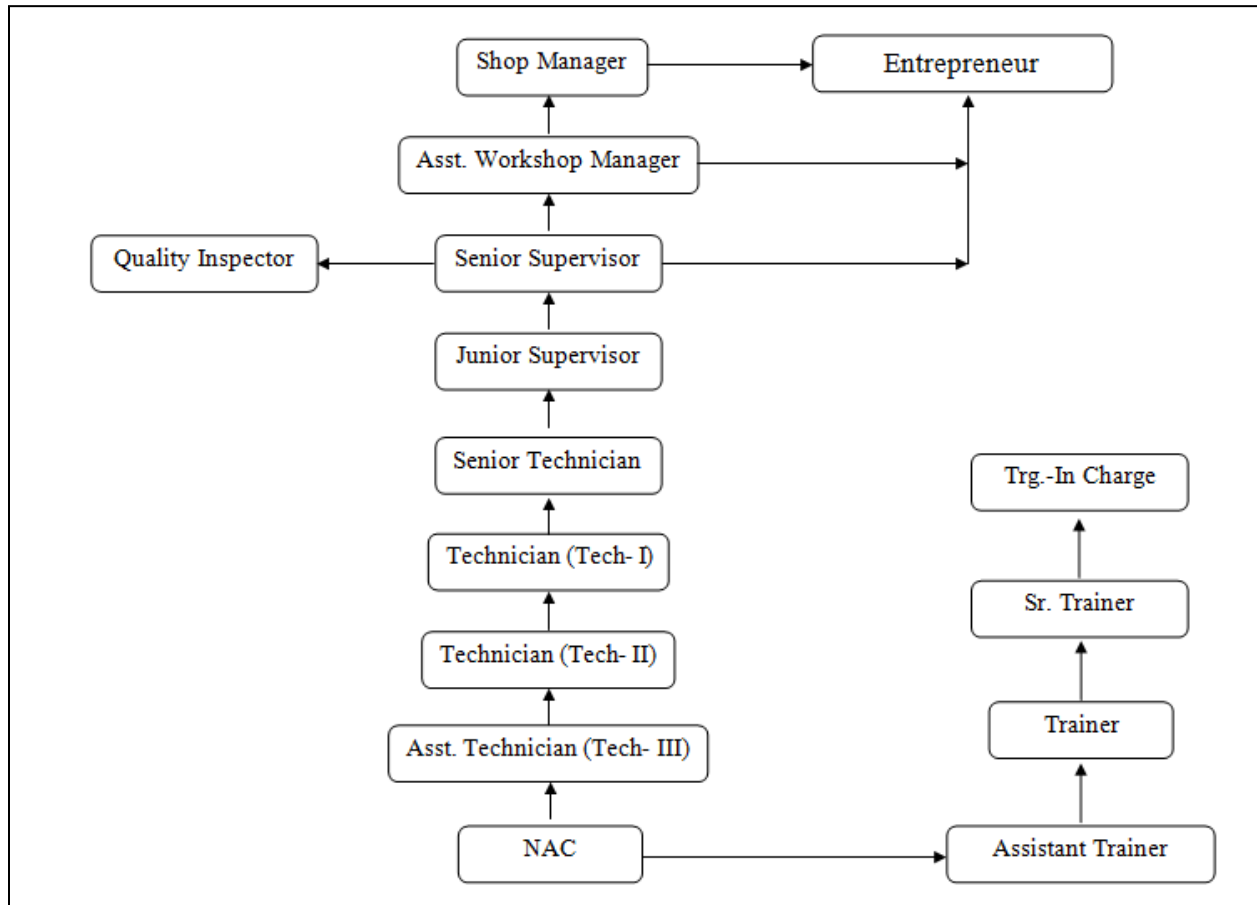 Shop Manager
Entrepreneur
Asst. Workshop Manager
Quality Inspector
Senior Supervisor
Junior Supervisor
Senior Technician
Trg.-In Charge
Technician (Tech- I)
Sr. Trainer
Technician (Tech- II)
Trainer
Asst. Technician (Tech- III)
NAC
Assistant Trainer